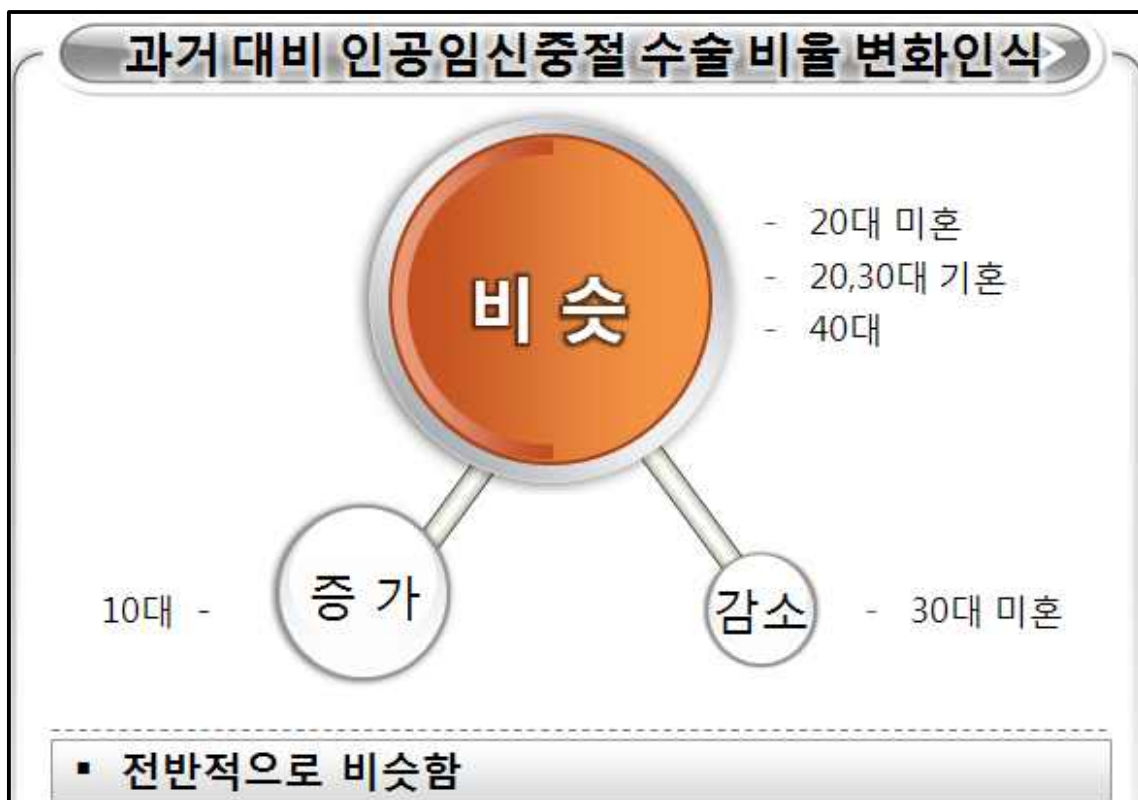 과거 대비 인공임신중절 수술 비율 변화인식
- 20대 미혼
- 20,30대 기혼
- 40대
비 슷
10대 -
증 가
감소
- 30대 미혼
▪ 전반적으로 비슷함